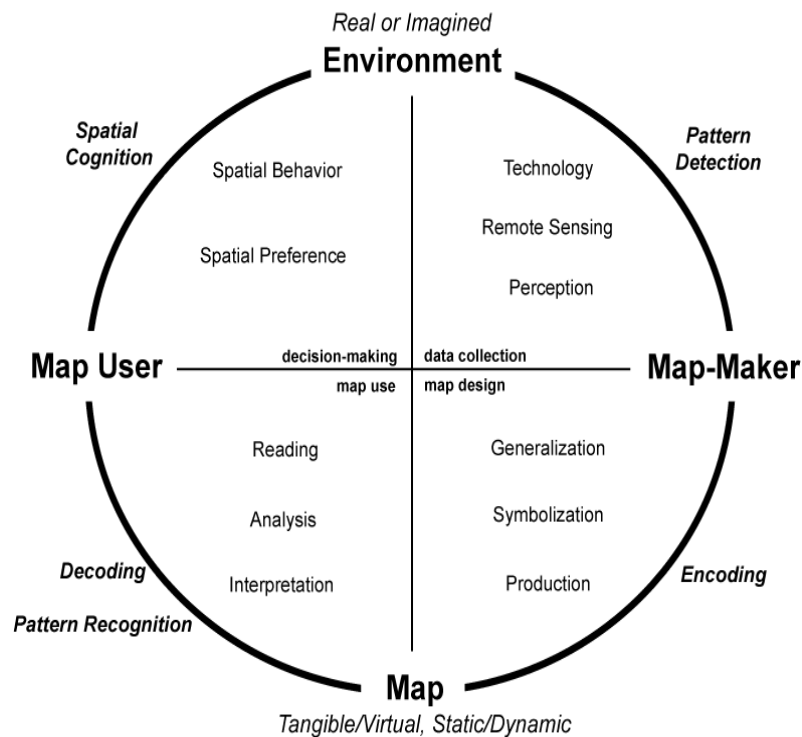 Real or Imagined
Environment
Spatial
Cognition
Pattern
Detection
Spatial Behavior
Spatial Preference
Technology
Remote Sensing
Perception
Map User
decision-making
data collection
Map-Maker
map use
map design
Reading
Analysis
Interpretation
Generalization
Symbolization
Production
Decoding
Pattern Recognition
Encoding
Map
Tangible/Virtual, Static/Dynamic